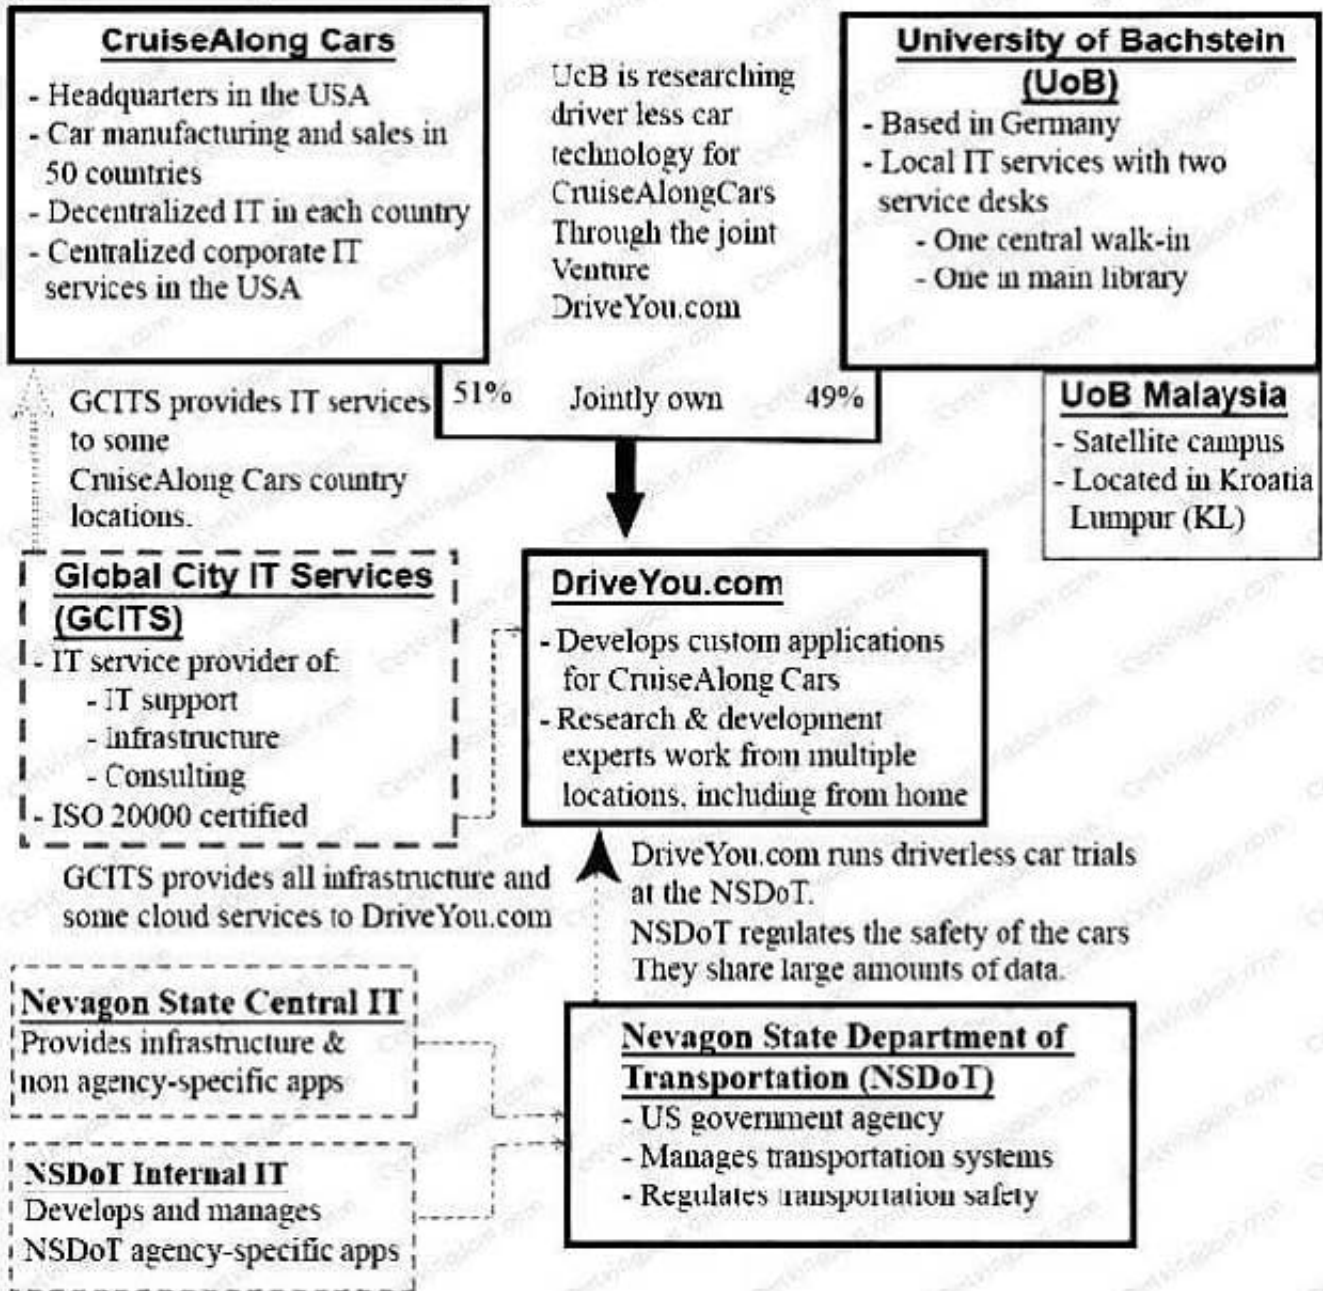 CruiseAlong Cars
- Headquarters in the USA
- Car manufacturing and sales in
50 countries
- Decentralized IT in each country
- Centralized corporate IT
services in the USA
UcB is researching
driver less car
technology for
CruiseAlongCars
Through the joint
Venture
DriveYou.com
University of Bachstein
(UoB)
- Based in Germany
- Local IT services with two
service desks
- One central walk-in
- One in main library
51% Jointly own 49%
UoB Malaysia
- Satellite campus
- Located in Kroatia
Lumpur (KL)
GCITS provides IT services
to some
CruiseAlong Cars country
locations.
Global City IT Services
(GCITS)
- IT service provider of:
- IT support
- Infrastructure
- Consulting
- ISO 20000 certified
DriveYou.com
- Develops custom applications
for CruiseAlong Cars
- Research & development
experts work from multiple
locations, including from home
GCITS provides all infrastructure and
some cloud services to DriveYou.com
DriveYou.com runs driverless car trials
at the NSDoT.
NSDoT regulates the safety of the cars
They share large amounts of data.
Nevagon State Central IT
Provides infrastructure &
non agency-specific apps
NSDoT Internal IT
Develops and manages
NSDoT agency-specific apps
Nevagon State Department of
Transportation (NSDoT)
- US government agency
- Manages transportation systems
- Regulates transportation safety